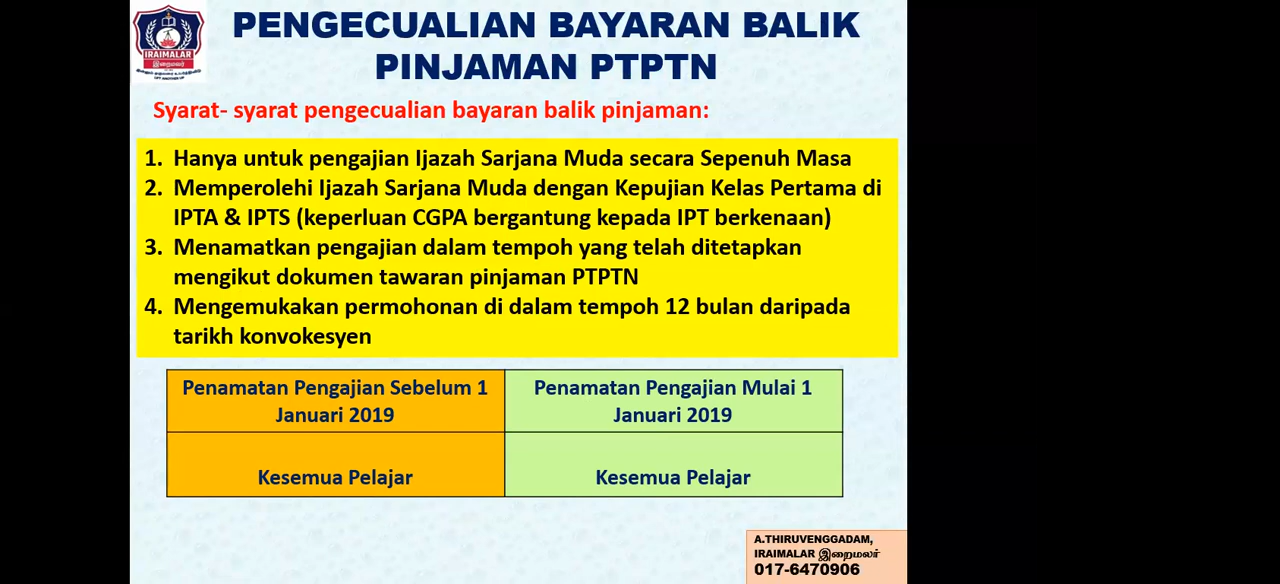 IRAIMALAR
இறைமலர்
PENGECUALIAN BAYARAN BALIK
PINJAMAN PTPTN
Syarat- syarat pengecualian bayaran balik pinjaman:
1. Hanya untuk pengajian Ijazah Sarjana Muda secara Sepenuh Masa
2. Memperolehi Ijazah Sarjana Muda dengan Kepujian Kelas Pertama di
IPTA & IPTS (keperluan CGPA bergantung kepada IPT berkenaan)
3. Menamatkan pengajian dalam tempoh yang telah ditetapkan
mengikut dokumen tawaran pinjaman PTPTN
4. Mengemukakan permohonan di dalam tempoh 12 bulan daripada
tarikh konvokesyen
Penamatan Pengajian Sebelum 1
Januari 2019
Penamatan Pengajian Mulai 1
Januari 2019
Kesemua Pelajar
Kesemua Pelajar
A.THIRUVENGGADAM,
IRAIMALAR இறைமலர்
017-6470906